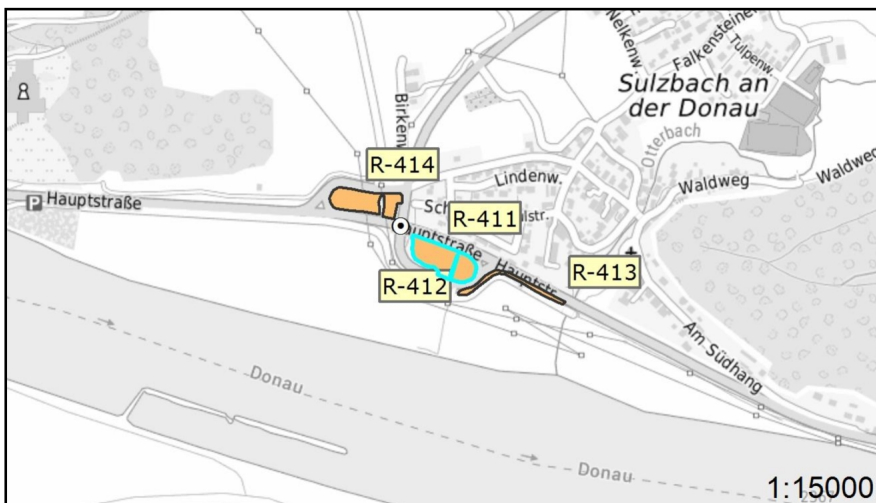 Nelkenw.
Falkensteiner
Tulpenw.
Sulzbach an
der Donau
Birkenw.
Otterbach
R-414
Lindenw.
Waldweg
Waldweg
Hauptstraße
R-411
Hauptstraße
R-413
R-412
Hauptstr.
Am Südhang
Donau
Donau
1:15000